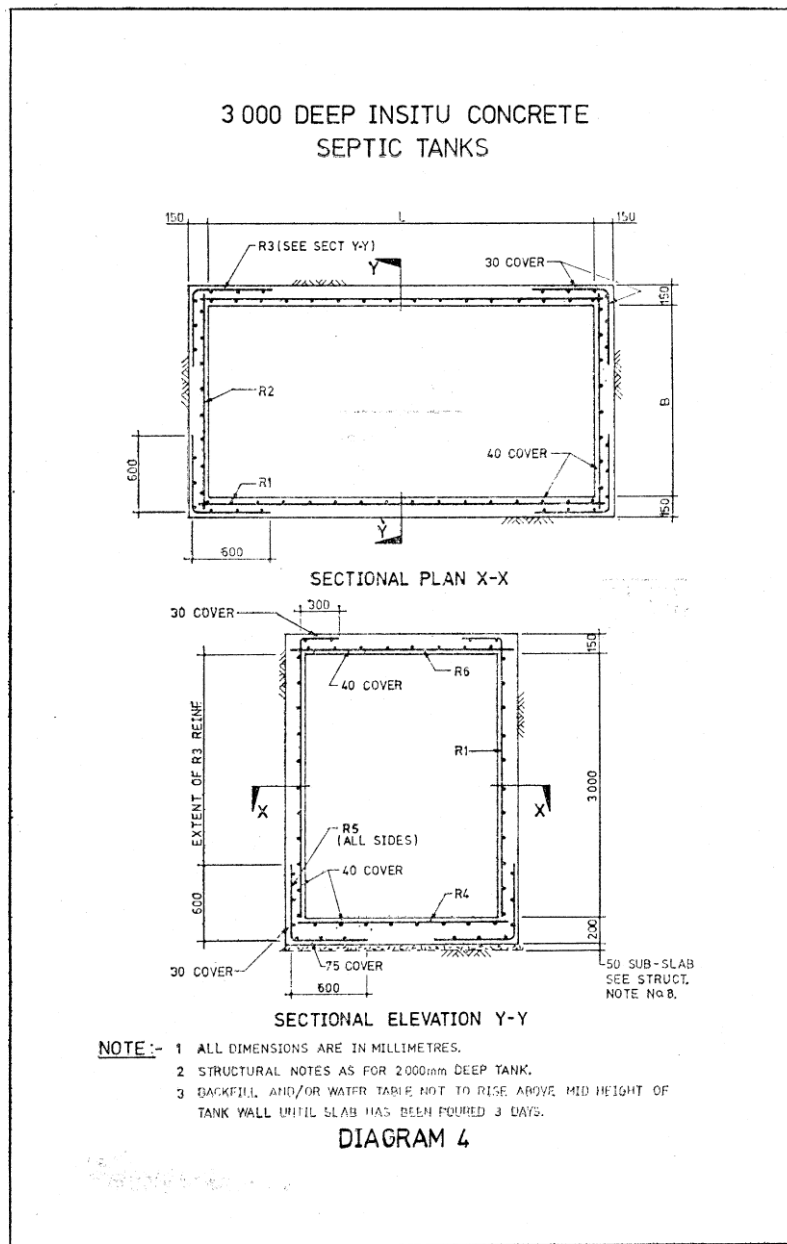 3 000 DEEP INSITU CONCRETE
SEPTIC TANKS
150
L
150
R3 (SEE SECT Y-Y)
Y
30 COVER
150
R2
B
600
40 COVER
R1
150
Y
600
SECTIONAL PLAN X-X
30 COVER
300
150
R6
40 COVER
EXTENT OF R3 REINF
R1
3000
X
X
R5
(ALL SIDES)
40 COVER
R4
600
200
30 COVER
75 COVER
600
50 SUB-SLAB
SEE STRUCT.
NOTE No 8.
SECTIONAL ELEVATION Y-Y
NOTE:- 1 ALL DIMENSIONS ARE IN MILLIMETRES.
2 STRUCTURAL NOTES AS FOR 2000mm DEEP TANK.
3 BACKFILL AND/OR WATER TABLE NOT TO RISE ABOVE MID HEIGHT OF
TANK WALL UNTIL SLAB HAS BEEN POURED 3 DAYS.
DIAGRAM 4